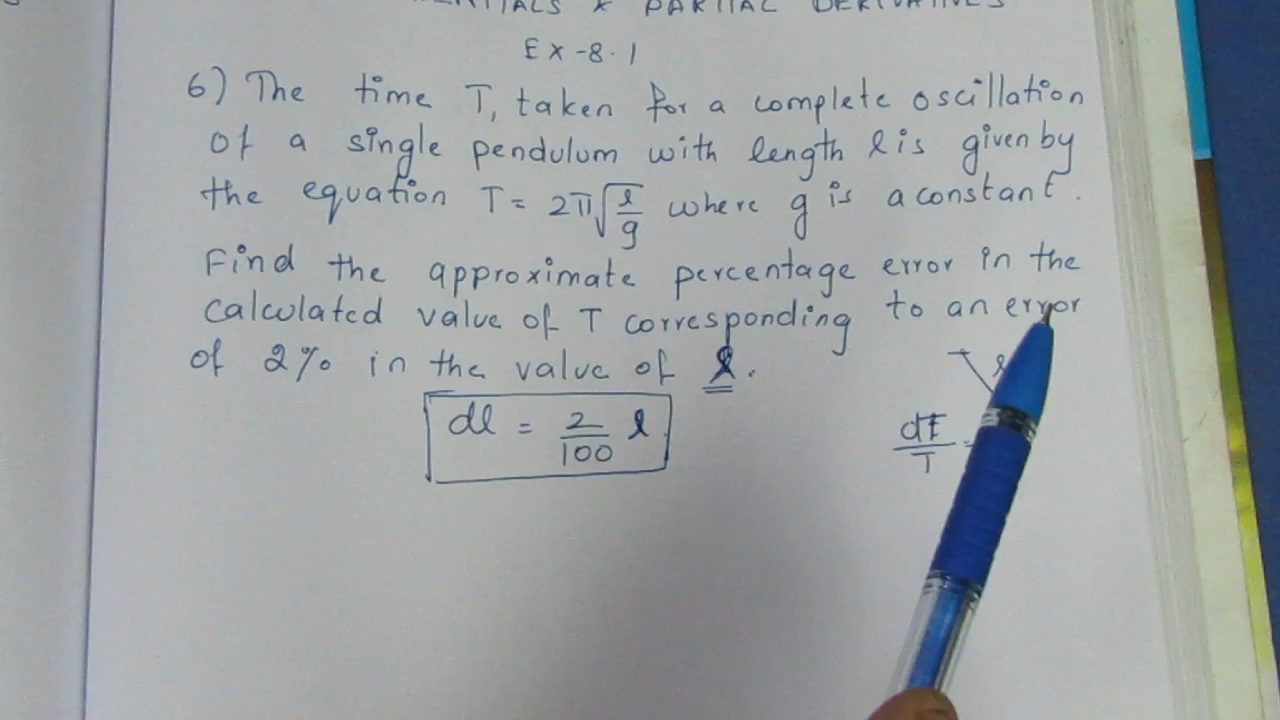 PARTIAL DERIVATIVES
Ex-8.1
6) The time T, taken for a complete oscillation
of a single pendulum with length l is given by
the equation T = 2π√(l/g) where g is a constant.
Find the approximate percentage error in the
calculated value of T corresponding to an error
of 2% in the value of l.
dl = 2/100 l
l
dT/T =